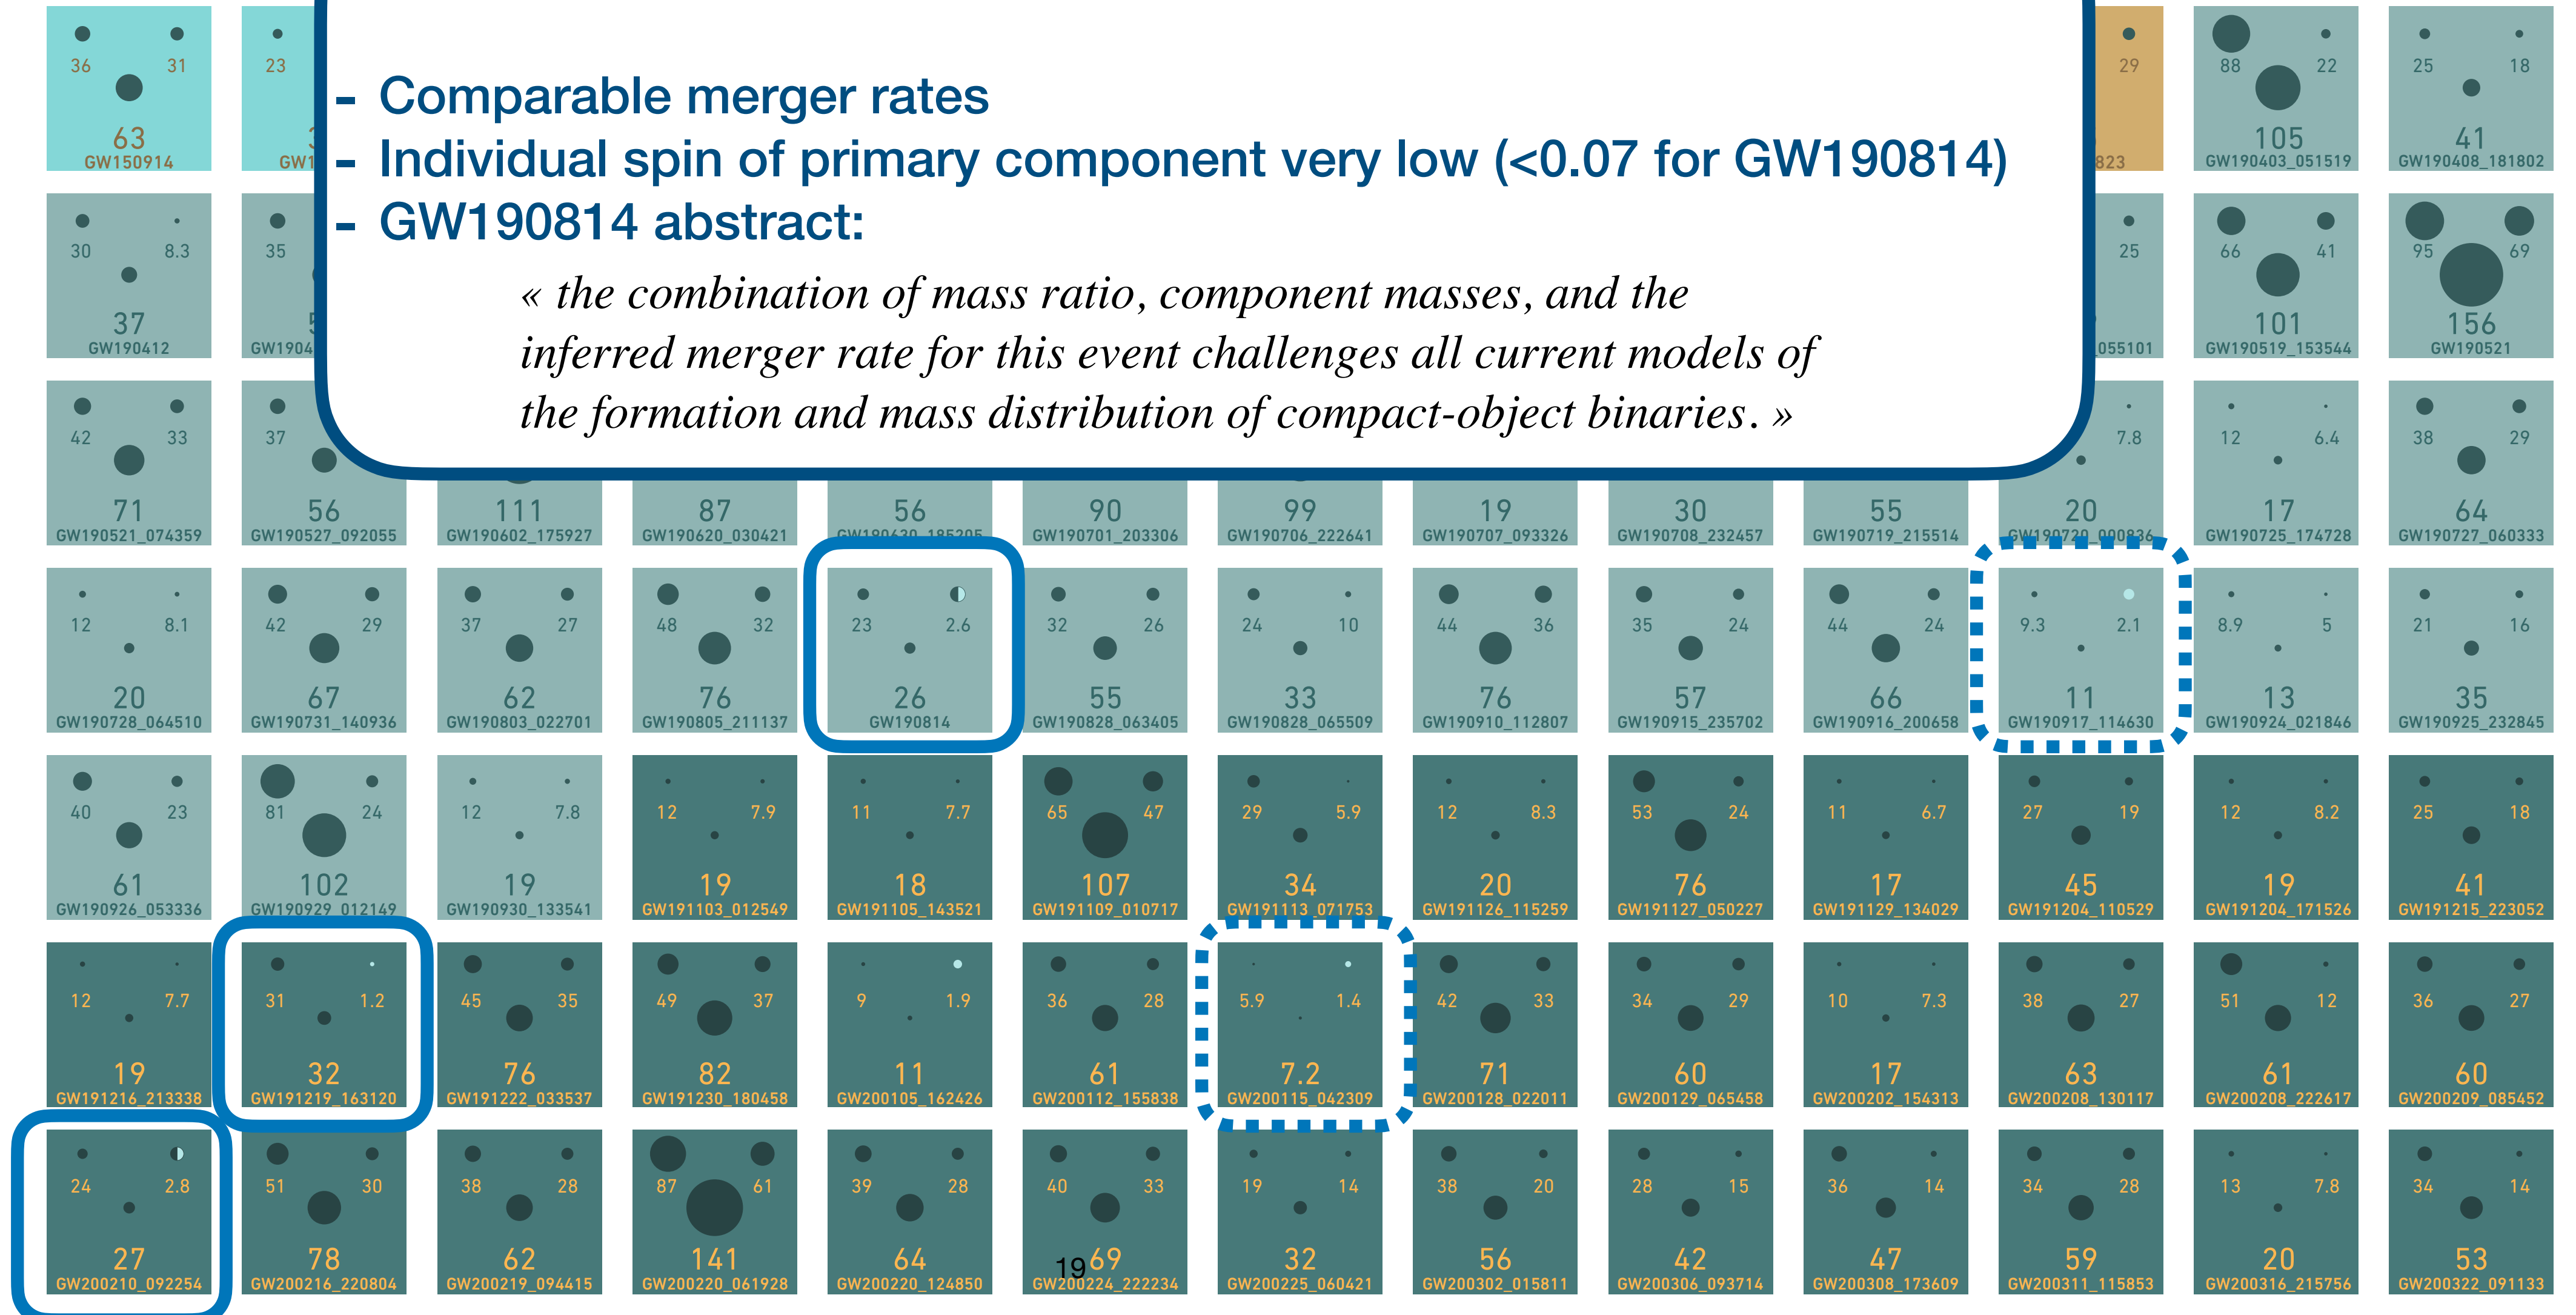 - Comparable merger rates
- Individual spin of primary component very low (<0.07 for GW190814)
- GW190814 abstract:
« the combination of mass ratio, component masses, and the
inferred merger rate for this event challenges all current models of
the formation and mass distribution of compact-object binaries. »
36 31 23 29 88 22 25 18
63 105 41
GW150914 GW1 823 GW190403_051519 GW190408_181802
30 8.3 35 25 66 41 95 69
37 101 156
GW190412 GW1904 055101 GW190519_153544 GW190521
42 33 37 7.8 12 6.4 38 29
71 56 111 87 56 90 99 19 30 55 20 17 64
GW190521_074359 GW190527_092055 GW190602_175927 GW190620_030421 GW190630_185205 GW190701_203306 GW190706_222641 GW190707_093326 GW190708_232457 GW190719_215514 GW190720_000836 GW190725_174728 GW190727_060333
12 8.1 42 29 37 27 48 32 23 2.6 32 26 24 10 44 36 35 24 44 24 9.3 2.1 8.9 5 21 16
20 67 62 76 26 55 33 76 57 66 11 13 35
GW190728_064510 GW190731_140936 GW190803_022701 GW190805_211137 GW190814 GW190828_063405 GW190828_065509 GW190910_112807 GW190915_235702 GW190916_200658 GW190917_114630 GW190924_021846 GW190925_232845
40 23 81 24 12 7.8 12 7.9 11 7.7 65 47 29 5.9 12 8.3 53 24 11 6.7 27 19 12 8.2 25 18
61 102 19 19 18 107 34 20 76 17 45 19 41
GW190926_053336 GW190929_012149 GW190930_133541 GW191103_012549 GW191105_143521 GW191109_010717 GW191113_071753 GW191126_115259 GW191127_050227 GW191129_134029 GW191204_110529 GW191204_171526 GW191215_223052
12 7.7 31 1.2 45 35 49 37 9 1.9 36 28 5.9 1.4 42 33 34 29 10 7.3 38 27 51 12 36 27
19 32 76 82 11 61 7.2 71 60 17 63 61 60
GW191216_213338 GW191219_163120 GW191222_033537 GW191230_180458 GW200105_162426 GW200112_155838 GW200115_042309 GW200128_022011 GW200129_065458 GW200202_154313 GW200208_130117 GW200208_222617 GW200209_085452
24 2.8 51 30 38 28 87 61 39 28 40 33 19 14 38 20 28 15 36 14 34 28 13 7.8 34 14
27 78 62 141 64 69 32 56 42 47 59 20 53
GW200210_092254 GW200216_220804 GW200219_094415 GW200220_061928 GW200220_124850 GW200224_222234 GW200225_060421 GW200302_015811 GW200306_093714 GW200308_173609 GW200311_115853 GW200316_215756 GW200322_091133
19